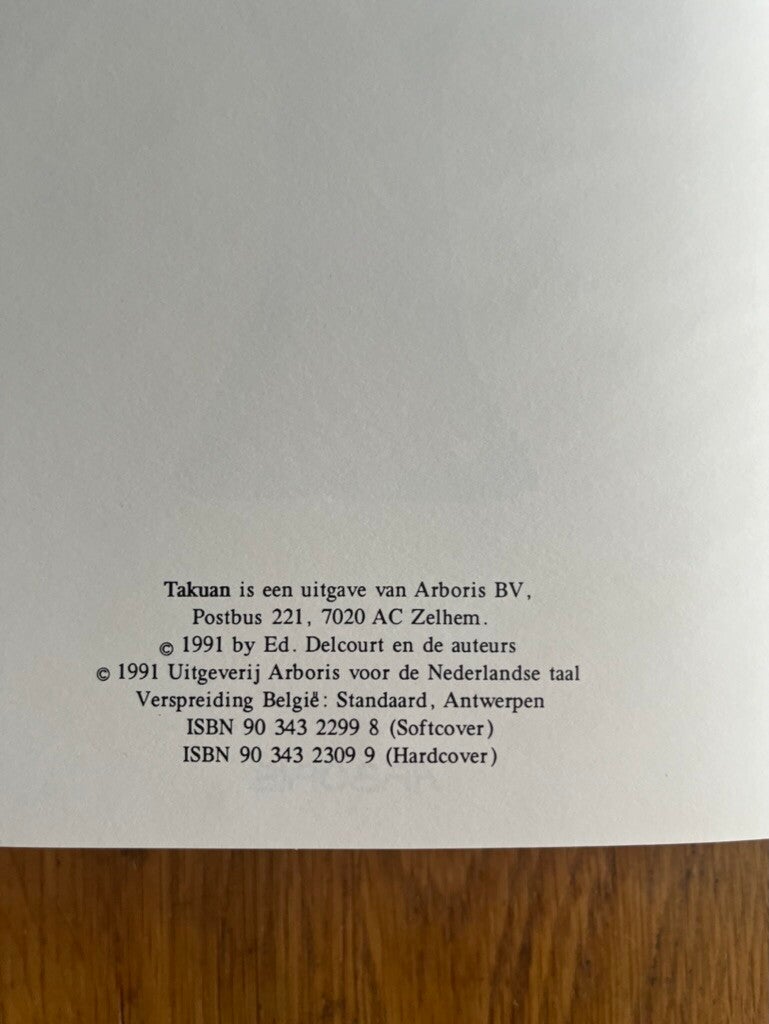 Takuan is een uitgave van Arboris BV,
Postbus 221, 7020 AC Zelhem.
© 1991 by Ed. Delcourt en de auteurs
© 1991 Uitgeverij Arboris voor de Nederlandse taal
Verspreiding België: Standaard, Antwerpen
ISBN 90 343 2299 8 (Softcover)
ISBN 90 343 2309 9 (Hardcover)